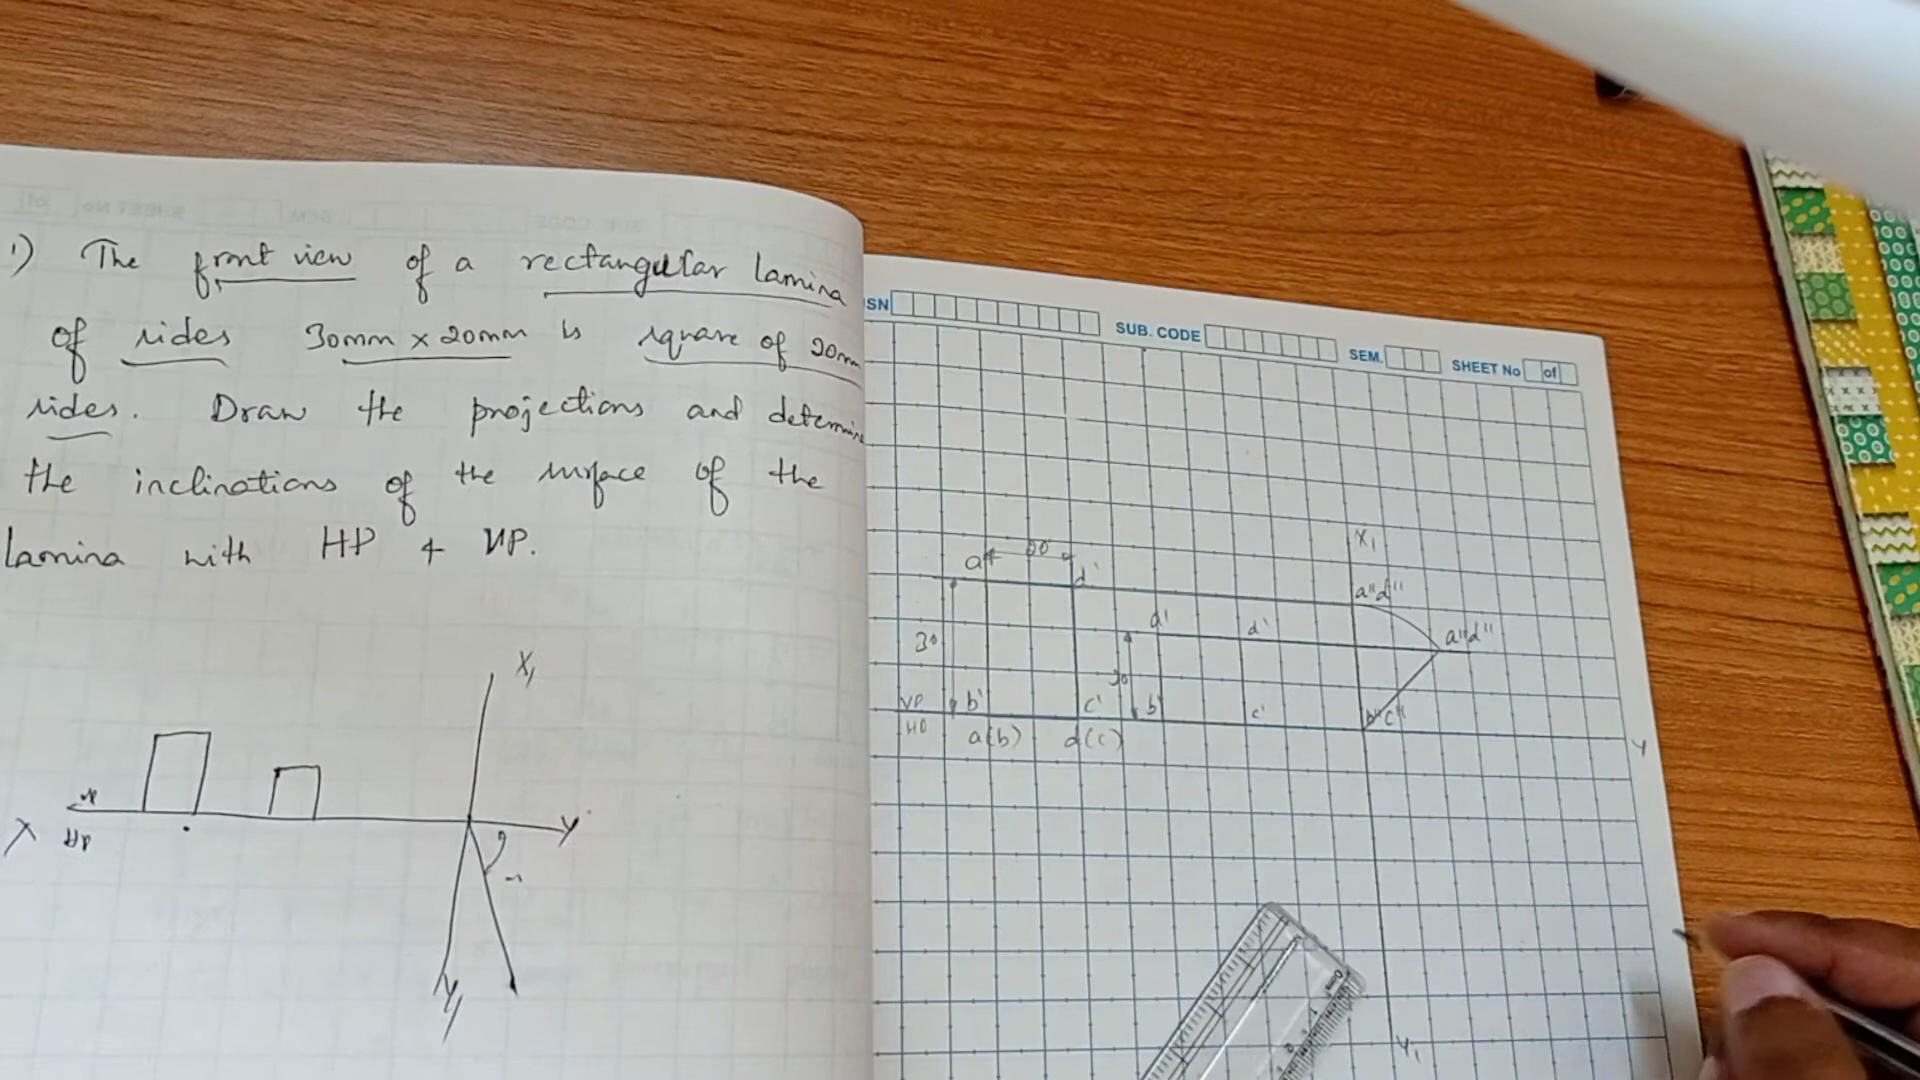 1) The front view of a rectangular lamina
of sides 30mm x 20mm is square of 20mm
sides. Draw the projections and determine
the inclinations of the surface of the
lamina with HP & VP.
X1
X
HP
Y
Y1
SN
SUB. CODE
SEM.
SHEET No of
X1
a' 20 d'
a"d"
a' d' a"d"
30
VP b' c' b' c' b"c"
HP a(b) d(c)
Y
Y1